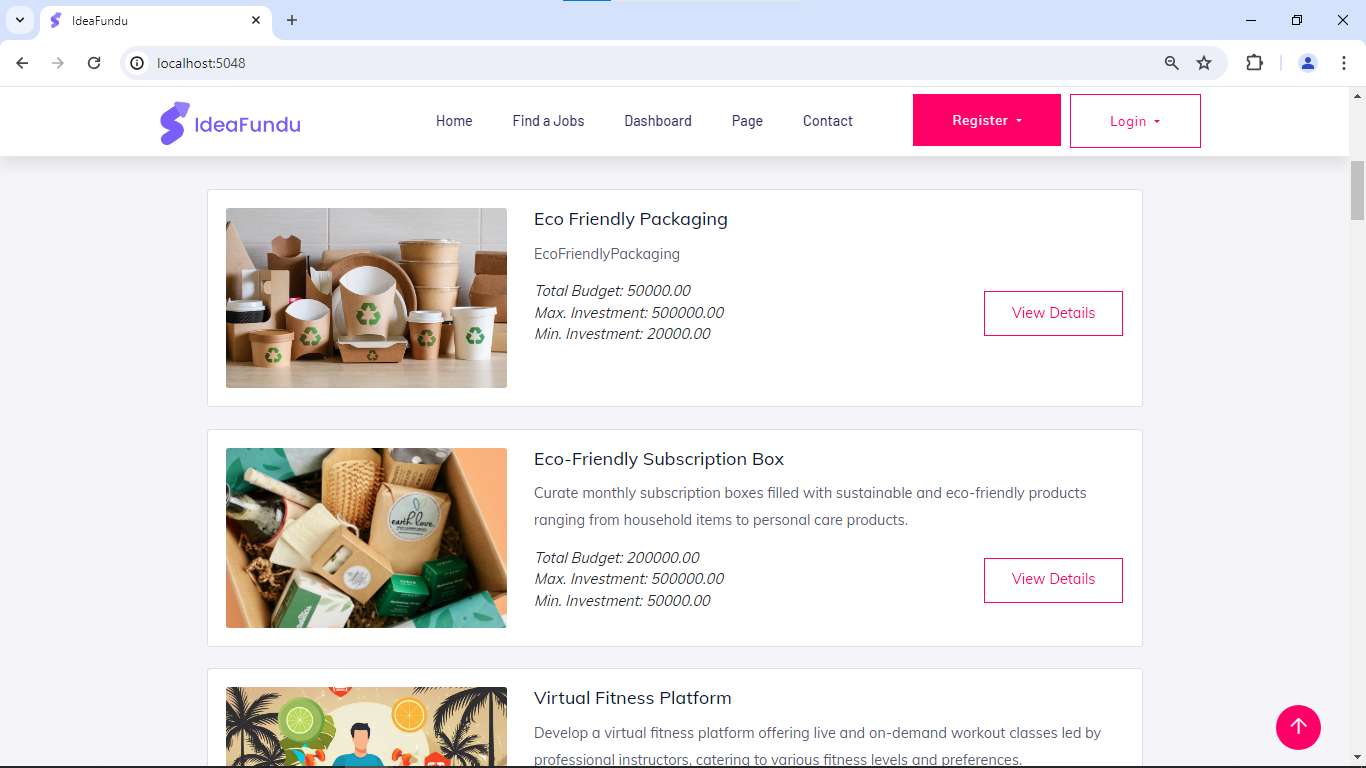 IdeaFundu
localhost:5048
IdeaFundu
Home
Find a Jobs
Dashboard
Page
Contact
Register
Login
Eco Friendly Packaging
EcoFriendlyPackaging
Total Budget: 50000.00
Max. Investment: 500000.00
Min. Investment: 20000.00
View Details
earth love.
Eco-Friendly Subscription Box
Curate monthly subscription boxes filled with sustainable and eco-friendly products
ranging from household items to personal care products.
Total Budget: 200000.00
Max. Investment: 500000.00
Min. Investment: 50000.00
View Details
Virtual Fitness Platform
Develop a virtual fitness platform offering live and on-demand workout classes led by
professional instructors, catering to various fitness levels and preferences.